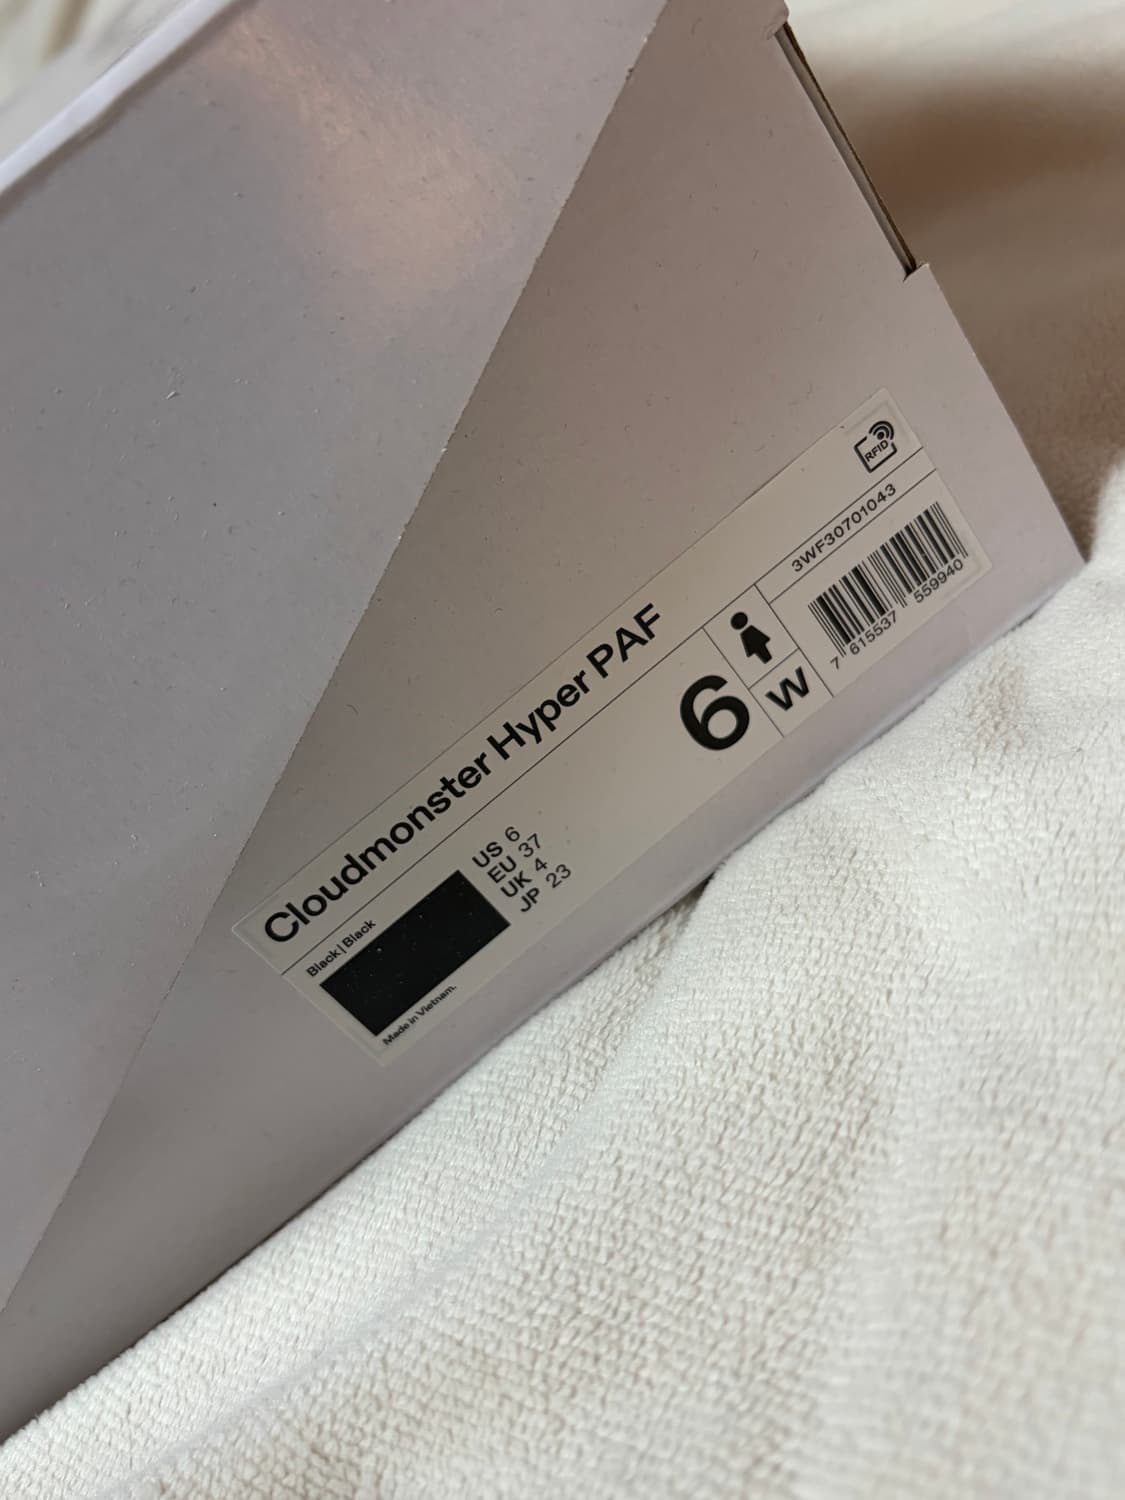 RFID
3WF30701043
7 615537 559940
Cloudmonster Hyper PAF
6
W
Black | Black
US 6
EU 37
UK 4
JP 23
Made in Vietnam.